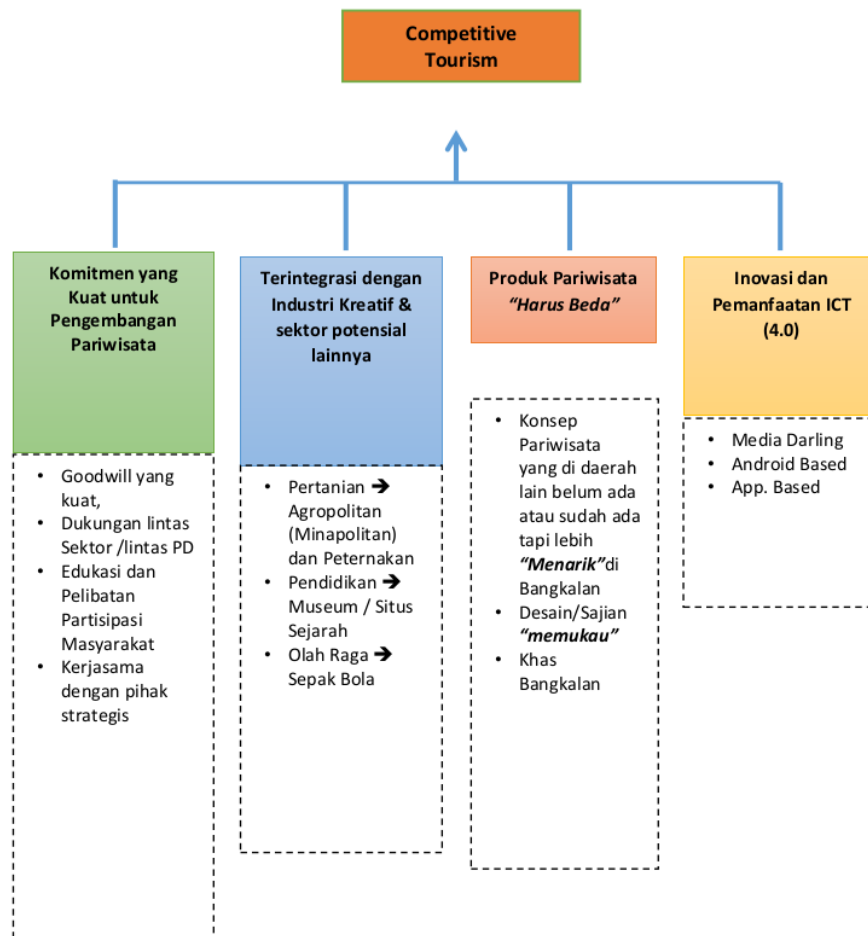 Competitive
Tourism
Komitmen yang
Kuat untuk
Pengembangan
Pariwisata
Terintegrasi dengan
Industri Kreatif &
sektor potensial
lainnya
Produk Pariwisata
“Harus Beda”
Inovasi dan
Pemanfaatan ICT
(4.0)
• Goodwill yang
kuat,
• Dukungan lintas
Sektor /lintas PD
• Edukasi dan
Pelibatan
Partisipasi
Masyarakat
• Kerjasama
dengan pihak
strategis
• Pertanian ➔
Agropolitan
(Minapolitan)
dan Peternakan
• Pendidikan ➔
Museum / Situs
Sejarah
• Olah Raga ➔
Sepak Bola
• Konsep
Pariwisata
yang di daerah
lain belum ada
atau sudah ada
tapi lebih
“Menarik”di
Bangkalan
• Desain/Sajian
“memukau”
• Khas
Bangkalan
• Media Darling
• Android Based
• App. Based